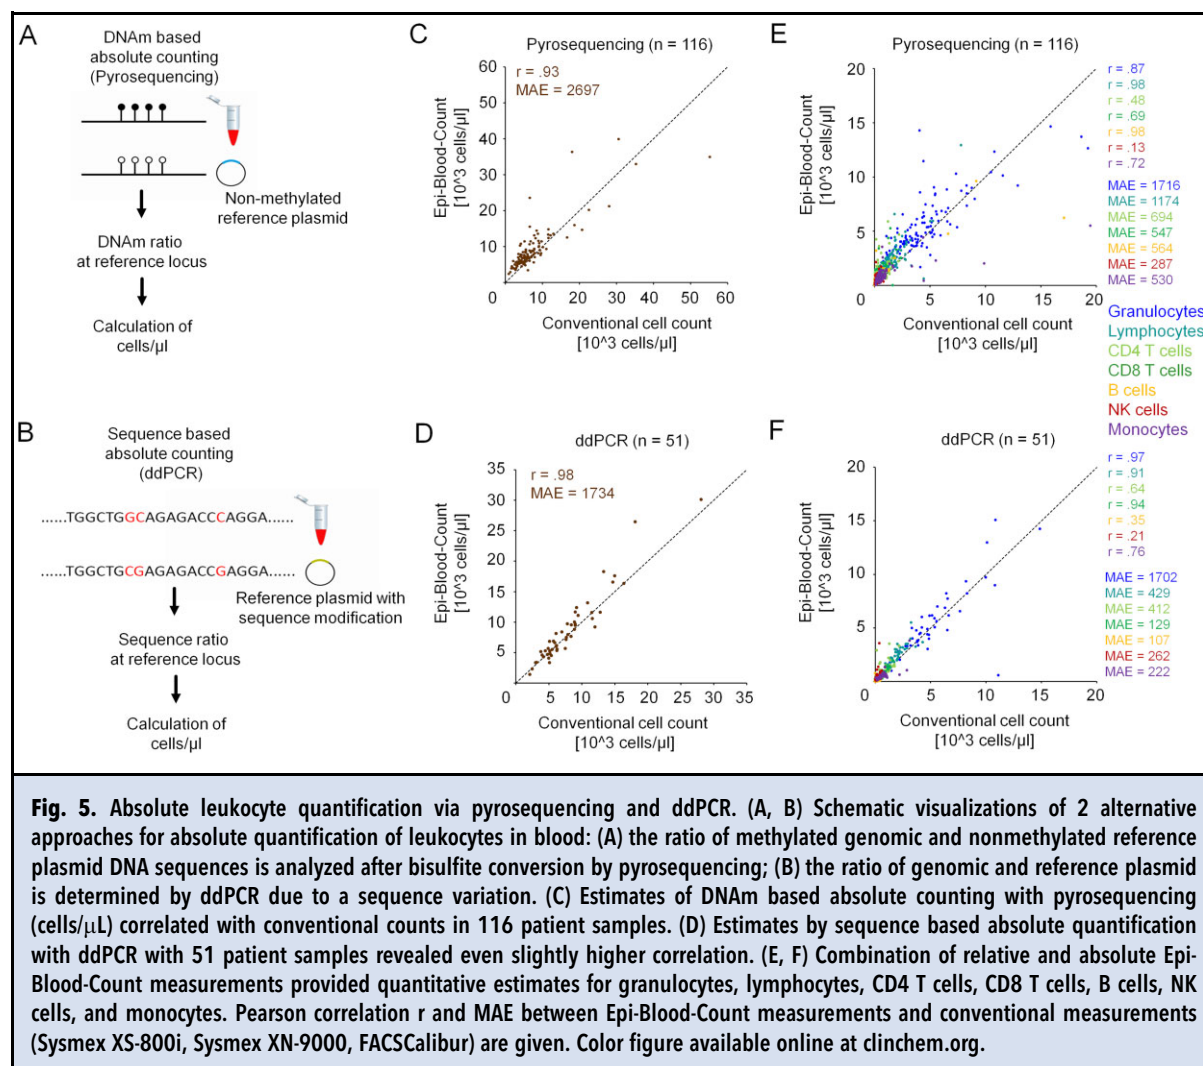 A
DNAm based
absolute counting
(Pyrosequencing)
Non-methylated
reference plasmid
DNAm ratio
at reference locus
Calculation of
cells/µl
B
Sequence based
absolute counting
(ddPCR)
......TGGCTGGCAGAGACCCAGGA......
......TGGCTGCGAGAGACCGAGGA......
Reference plasmid with
sequence modification
Sequence ratio
at reference locus
Calculation of
cells/µl
C
Pyrosequencing (n = 116)
r = .93
MAE = 2697
Epi-Blood-Count
[10^3 cells/µl]
60
50
40
30
20
10
0 10 20 30 40 50 60
Conventional cell count
[10^3 cells/µl]
D
ddPCR (n = 51)
r = .98
MAE = 1734
Epi-Blood-Count
[10^3 cells/µl]
35
30
25
20
15
10
5
0 5 10 15 20 25 30 35
Conventional cell count
[10^3 cells/µl]
E
Pyrosequencing (n = 116)
Epi-Blood-Count
[10^3 cells/µl]
20
15
10
5
0 5 10 15 20
Conventional cell count
[10^3 cells/µl]
r = .87
r = .98
r = .48
r = .69
r = .98
r = .13
r = .72
MAE = 1716
MAE = 1174
MAE = 694
MAE = 547
MAE = 564
MAE = 287
MAE = 530
Granulocytes
Lymphocytes
CD4 T cells
CD8 T cells
B cells
NK cells
Monocytes
F
ddPCR (n = 51)
Epi-Blood-Count
[10^3 cells/µl]
20
15
10
5
0 5 10 15 20
Conventional cell count
[10^3 cells/µl]
r = .97
r = .91
r = .64
r = .94
r = .35
r = .21
r = .76
MAE = 1702
MAE = 429
MAE = 412
MAE = 129
MAE = 107
MAE = 262
MAE = 222
Fig. 5. Absolute leukocyte quantification via pyrosequencing and ddPCR. (A, B) Schematic visualizations of 2 alternative
approaches for absolute quantification of leukocytes in blood: (A) the ratio of methylated genomic and nonmethylated reference
plasmid DNA sequences is analyzed after bisulfite conversion by pyrosequencing; (B) the ratio of genomic and reference plasmid
is determined by ddPCR due to a sequence variation. (C) Estimates of DNAm based absolute counting with pyrosequencing
(cells/µL) correlated with conventional counts in 116 patient samples. (D) Estimates by sequence based absolute quantification
with ddPCR with 51 patient samples revealed even slightly higher correlation. (E, F) Combination of relative and absolute Epi-
Blood-Count measurements provided quantitative estimates for granulocytes, lymphocytes, CD4 T cells, CD8 T cells, B cells, NK
cells, and monocytes. Pearson correlation r and MAE between Epi-Blood-Count measurements and conventional measurements
(Sysmex XS-800i, Sysmex XN-9000, FACSCalibur) are given. Color figure available online at clinchem.org.